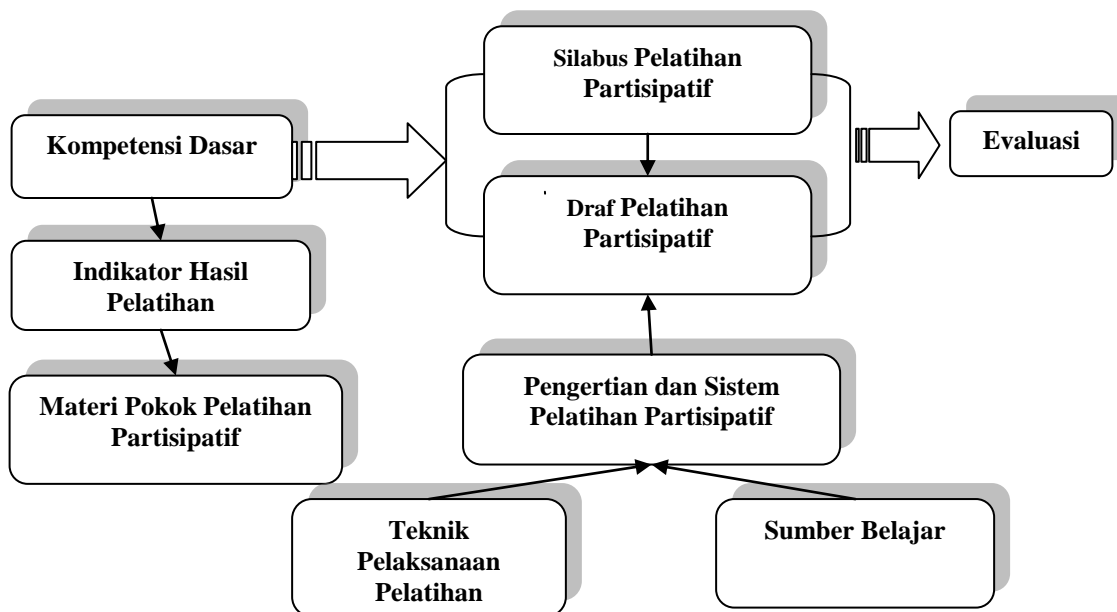 Silabus Pelatihan
Partisipatif
Kompetensi Dasar
Evaluasi
Draf Pelatihan
Partisipatif
Indikator Hasil
Pelatihan
Materi Pokok Pelatihan
Partisipatif
Pengertian dan Sistem
Pelatihan Partisipatif
Teknik
Pelaksanaan
Pelatihan
Sumber Belajar